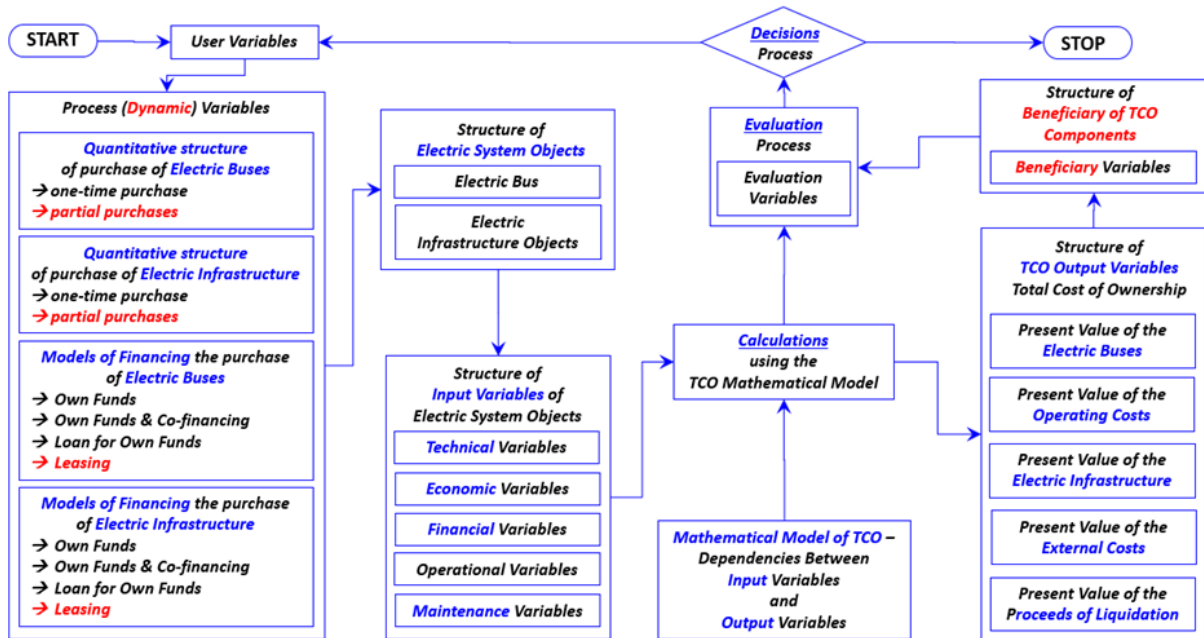 START
User Variables
Decisions
Process
STOP
Process (Dynamic) Variables
Quantitative structure
of purchase of Electric Buses
→ one-time purchase
→ partial purchases
Quantitative structure
of purchase of Electric Infrastructure
→ one-time purchase
→ partial purchases
Models of Financing the purchase
of Electric Buses
→ Own Funds
→ Own Funds & Co-financing
→ Loan for Own Funds
→ Leasing
Models of Financing the purchase
of Electric Infrastructure
→ Own Funds
→ Own Funds & Co-financing
→ Loan for Own Funds
→ Leasing
Structure of
Electric System Objects
Electric Bus
Electric
Infrastructure Objects
Structure of
Input Variables of
Electric System Objects
Technical Variables
Economic Variables
Financial Variables
Operational Variables
Maintenance Variables
Evaluation
Process
Evaluation
Variables
Calculations
using the
TCO Mathematical Model
Mathematical Model of TCO –
Dependencies Between
Input Variables
and
Output Variables
Structure of
Beneficiary of TCO
Components
Beneficiary Variables
Structure of
TCO Output Variables
Total Cost of Ownership
Present Value of the
Electric Buses
Present Value of the
Operating Costs
Present Value of the
Electric Infrastructure
Present Value of the
External Costs
Present Value of the
Proceeds of Liquidation